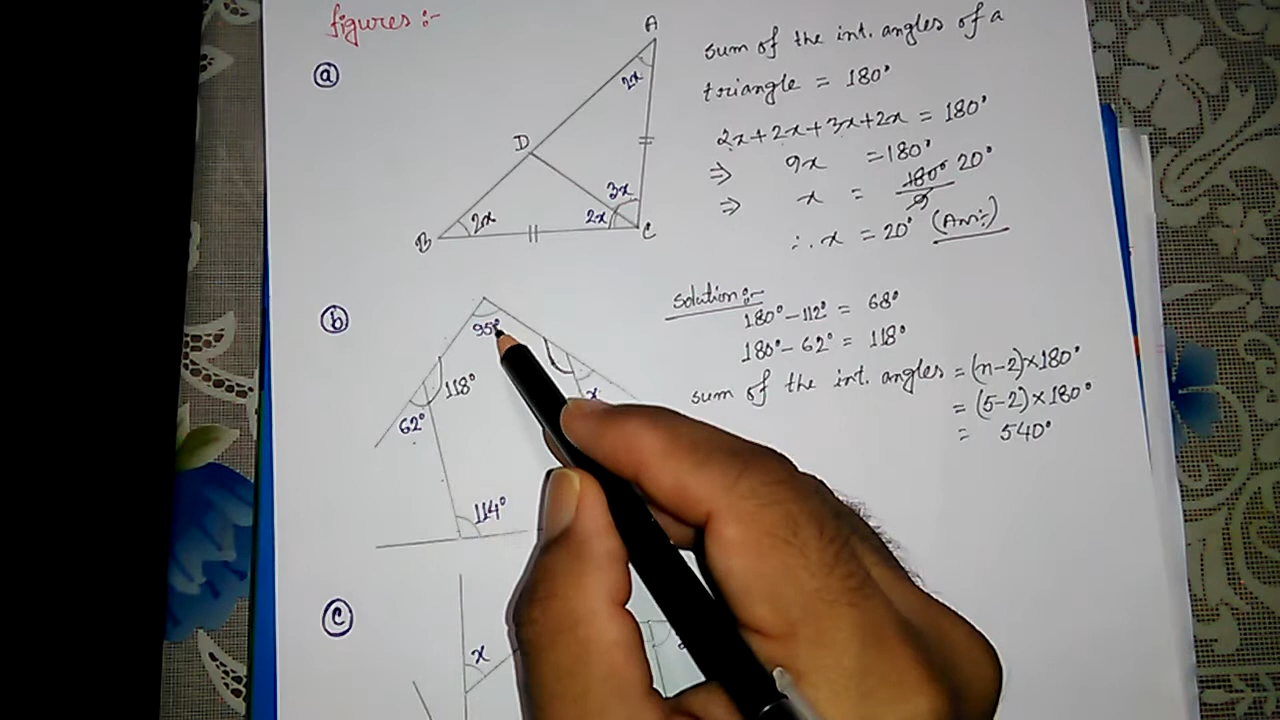 figures :-
(a)
A
2x
D
3x
2x
2x
B
C
sum of the int. angles of a
triangle = 180°
2x+2x+3x+2x = 180°
⇒ 9x = 180°
⇒ x = 180°/9 20°
∴ x = 20° (Ans:-)
(b)
95°
118°
62°
x
114°
Solution:-
180°-112° = 68°
180°-62° = 118°
sum of the int. angles = (n-2)×180°
= (5-2)×180°
= 540°
(c)
x